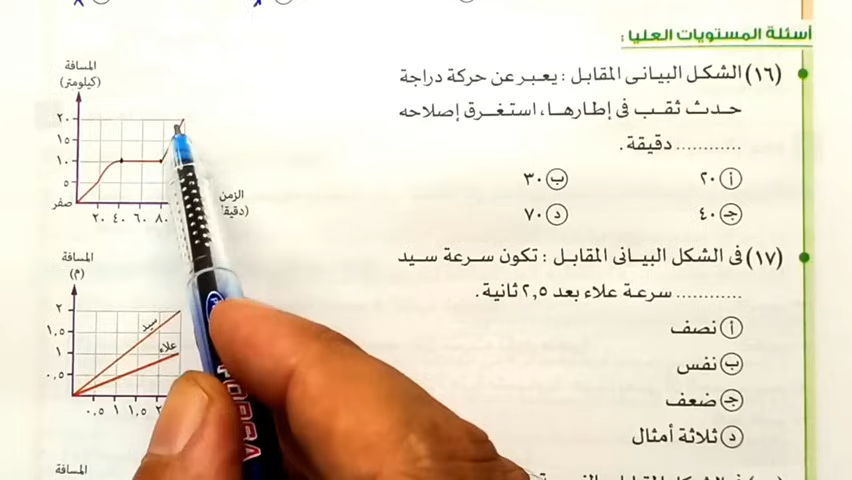 أسئلة المستويات العليا :
(١٦) الشكل البيانى المقابل : يعبر عن حركة دراجة
حدث ثقب فى إطارها، استغرق إصلاحه
............ دقيقة .
أ ٢٠
ب ٣٠
جـ ٤٠
د ٧٠
المسافة
(كيلومتر)
٢٠
١٥
١٠
٥
صفر
٢٠ ٤٠ ٦٠ ٨٠
الزمن
(١٧) فى الشكل البيانى المقابل : تكون سرعة سيد
............ سرعة علاء بعد ٢,٥ ثانية .
أ نصف
ب نفس
جـ ضعف
د ثلاثة أمثال
المسافة
(م)
٢
١,٥
١
٠,٥
سيد
علاء
٠,٥ ١ ١,٥ ٢
المسافة